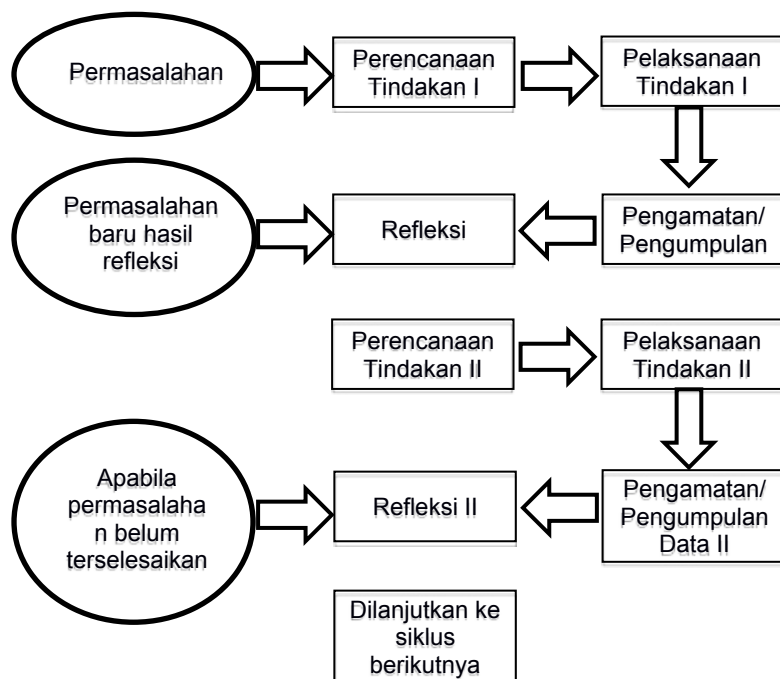 Permasalahan
Perencanaan
Tindakan I
Pelaksanaan
Tindakan I
Permasalahan
baru hasil
refleksi
Refleksi
Pengamatan/
Pengumpulan
Perencanaan
Tindakan II
Pelaksanaan
Tindakan II
Apabila
permasalaha
n belum
terselesaikan
Refleksi II
Pengamatan/
Pengumpulan
Data II
Dilanjutkan ke
siklus
berikutnya